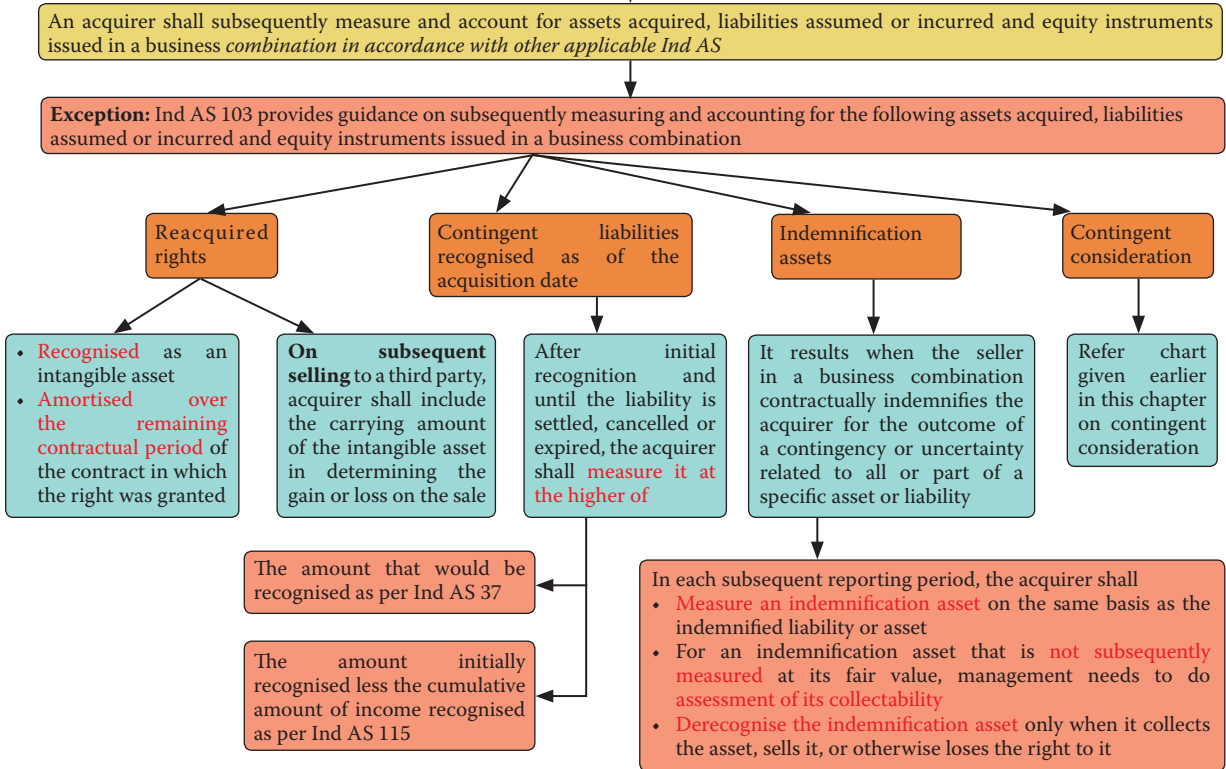 An acquirer shall subsequently measure and account for assets acquired, liabilities assumed or incurred and equity instruments
issued in a business combination in accordance with other applicable Ind AS
Exception: Ind AS 103 provides guidance on subsequently measuring and accounting for the following assets acquired, liabilities
assumed or incurred and equity instruments issued in a business combination
Reacquired
rights
Contingent liabilities
recognised as of the
acquisition date
Indemnification
assets
Contingent
consideration
• Recognised as an
intangible asset
• Amortised over
the remaining
contractual period of
the contract in which
the right was granted
On subsequent
selling to a third party,
acquirer shall include
the carrying amount
of the intangible asset
in determining the
gain or loss on the sale
After initial
recognition and
until the liability is
settled, cancelled or
expired, the acquirer
shall measure it at
the higher of
It results when the seller
in a business combination
contractually indemnifies the
acquirer for the outcome of
a contingency or uncertainty
related to all or part of a
specific asset or liability
Refer chart
given earlier
in this chapter
on contingent
consideration
The amount that would be
recognised as per Ind AS 37
The amount initially
recognised less the cumulative
amount of income recognised
as per Ind AS 115
In each subsequent reporting period, the acquirer shall
• Measure an indemnification asset on the same basis as the
indemnified liability or asset
• For an indemnification asset that is not subsequently
measured at its fair value, management needs to do
assessment of its collectability
• Derecognise the indemnification asset only when it collects
the asset, sells it, or otherwise loses the right to it